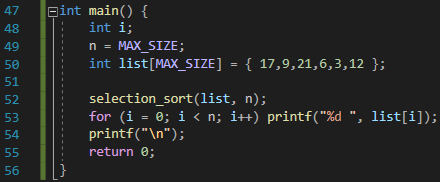 47 int main() {
48 int i;
49 n = MAX_SIZE;
50 int list[MAX_SIZE] = { 17,9,21,6,3,12 };
51
52 selection_sort(list, n);
53 for (i = 0; i < n; i++) printf("%d ", list[i]);
54 printf("\n");
55 return 0;
56 }